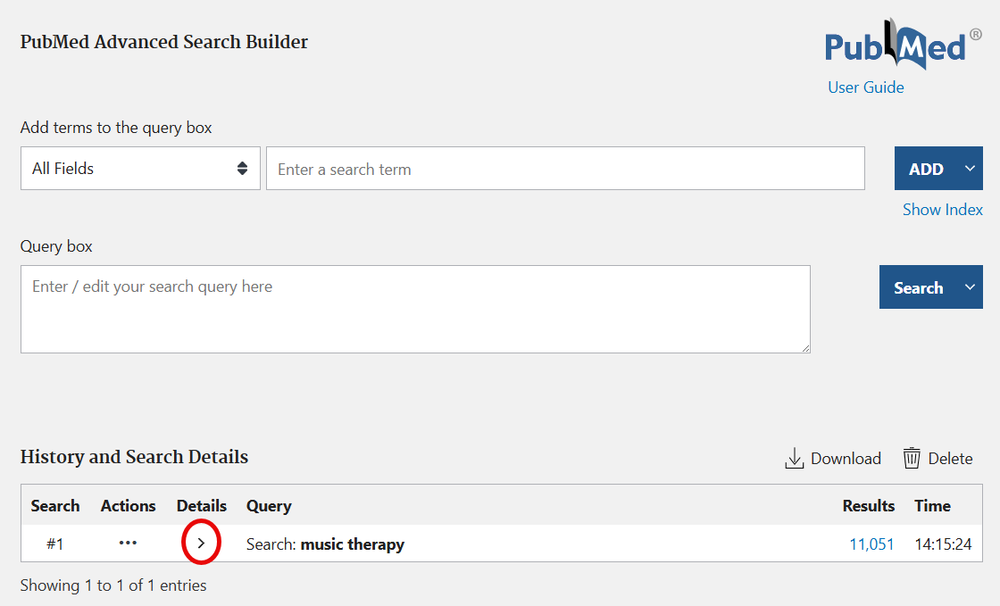 PubMed Advanced Search Builder
PubMed®
User Guide
Add terms to the query box
All Fields
Enter a search term
ADD
Show Index
Query box
Enter / edit your search query here
Search
History and Search Details
Download
Delete
Search Actions Details Query Results Time
#1 ••• > Search: music therapy 11,051 14:15:24
Showing 1 to 1 of 1 entries